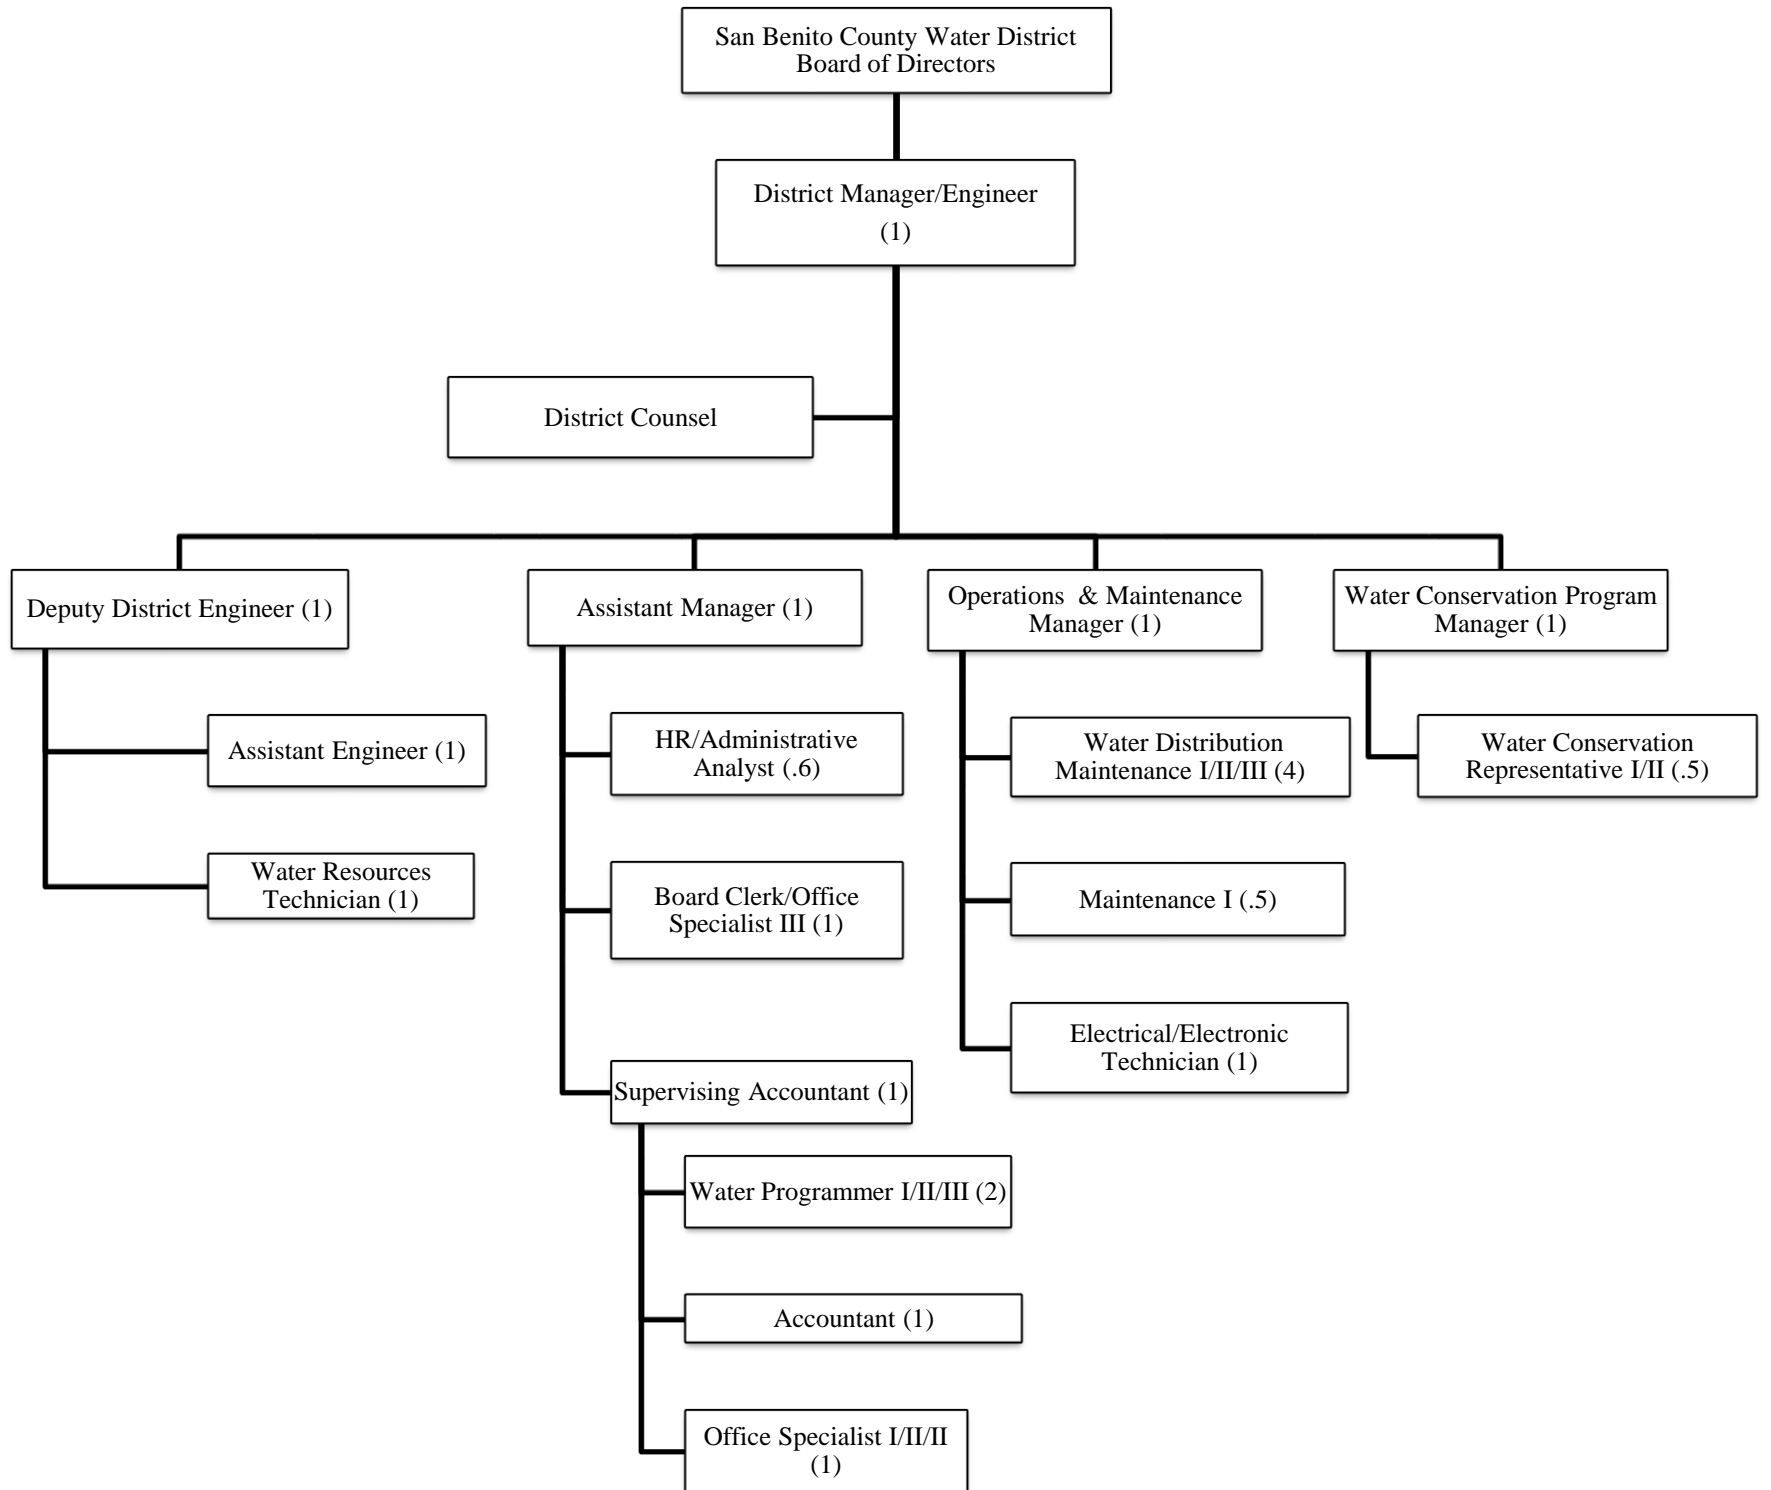 San Benito County Water District
Board of Directors
District Manager/Engineer
(1)
District Counsel
Deputy District Engineer (1)
Assistant Engineer (1)
Water Resources
Technician (1)
Assistant Manager (1)
HR/Administrative
Analyst (.6)
Board Clerk/Office
Specialist III (1)
Supervising Accountant (1)
Water Programmer I/II/III (2)
Accountant (1)
Office Specialist I/II/II
(1)
Operations & Maintenance
Manager (1)
Water Distribution
Maintenance I/II/III (4)
Maintenance I (.5)
Electrical/Electronic
Technician (1)
Water Conservation Program
Manager (1)
Water Conservation
Representative I/II (.5)